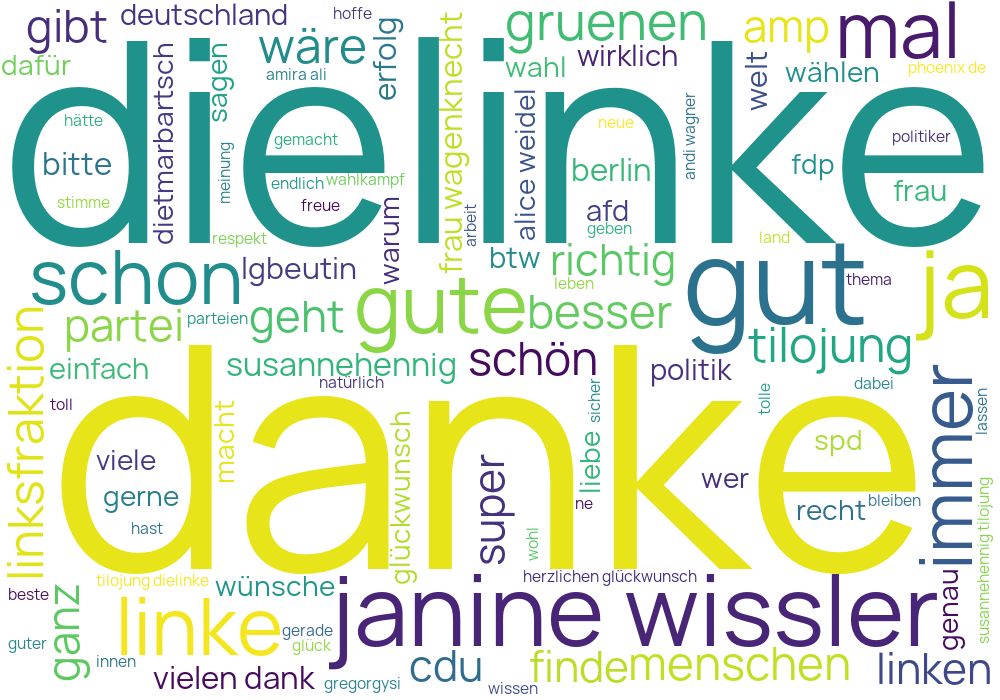 gibt
deutschland
hoffe
gruenen
amp
mal
dafür
wäre
erfolg
frau wagenknecht
wahl
wirklich
welt
wählen
phoenix de
dietmarbartsch
sagen
amira ali
dielinke
hätte
bitte
stimme
meinung
gemacht
endlich
wahlkampf
freue
respekt
warum
arbeit
alice weidel
neue
berlin
afd
geben
andi wagner
fdp
politiker
frau
land
schon
lgbeutin
btw
richtig
leben
gut
thema
ja
partei
parteien
geht
gute
besser
tilojung
linksfraktion
einfach
susannehennig
schön
politik
natürlich
dabei
toll
macht
danke
glückwunsch
sicher
liebe
tolle
immer
lassen
viele
gerne
hast
super
ne
wohl
wer
spd
recht
bleiben
susannehennig tilojung
tilojung dielinke
wünsche
herzlichen glückwunsch
beste
ganz
linke
gerade
glück
janine wissler
genau
guter
innen
vielen dank
gregorgysi
cdu
wissen
finde
menschen
linken